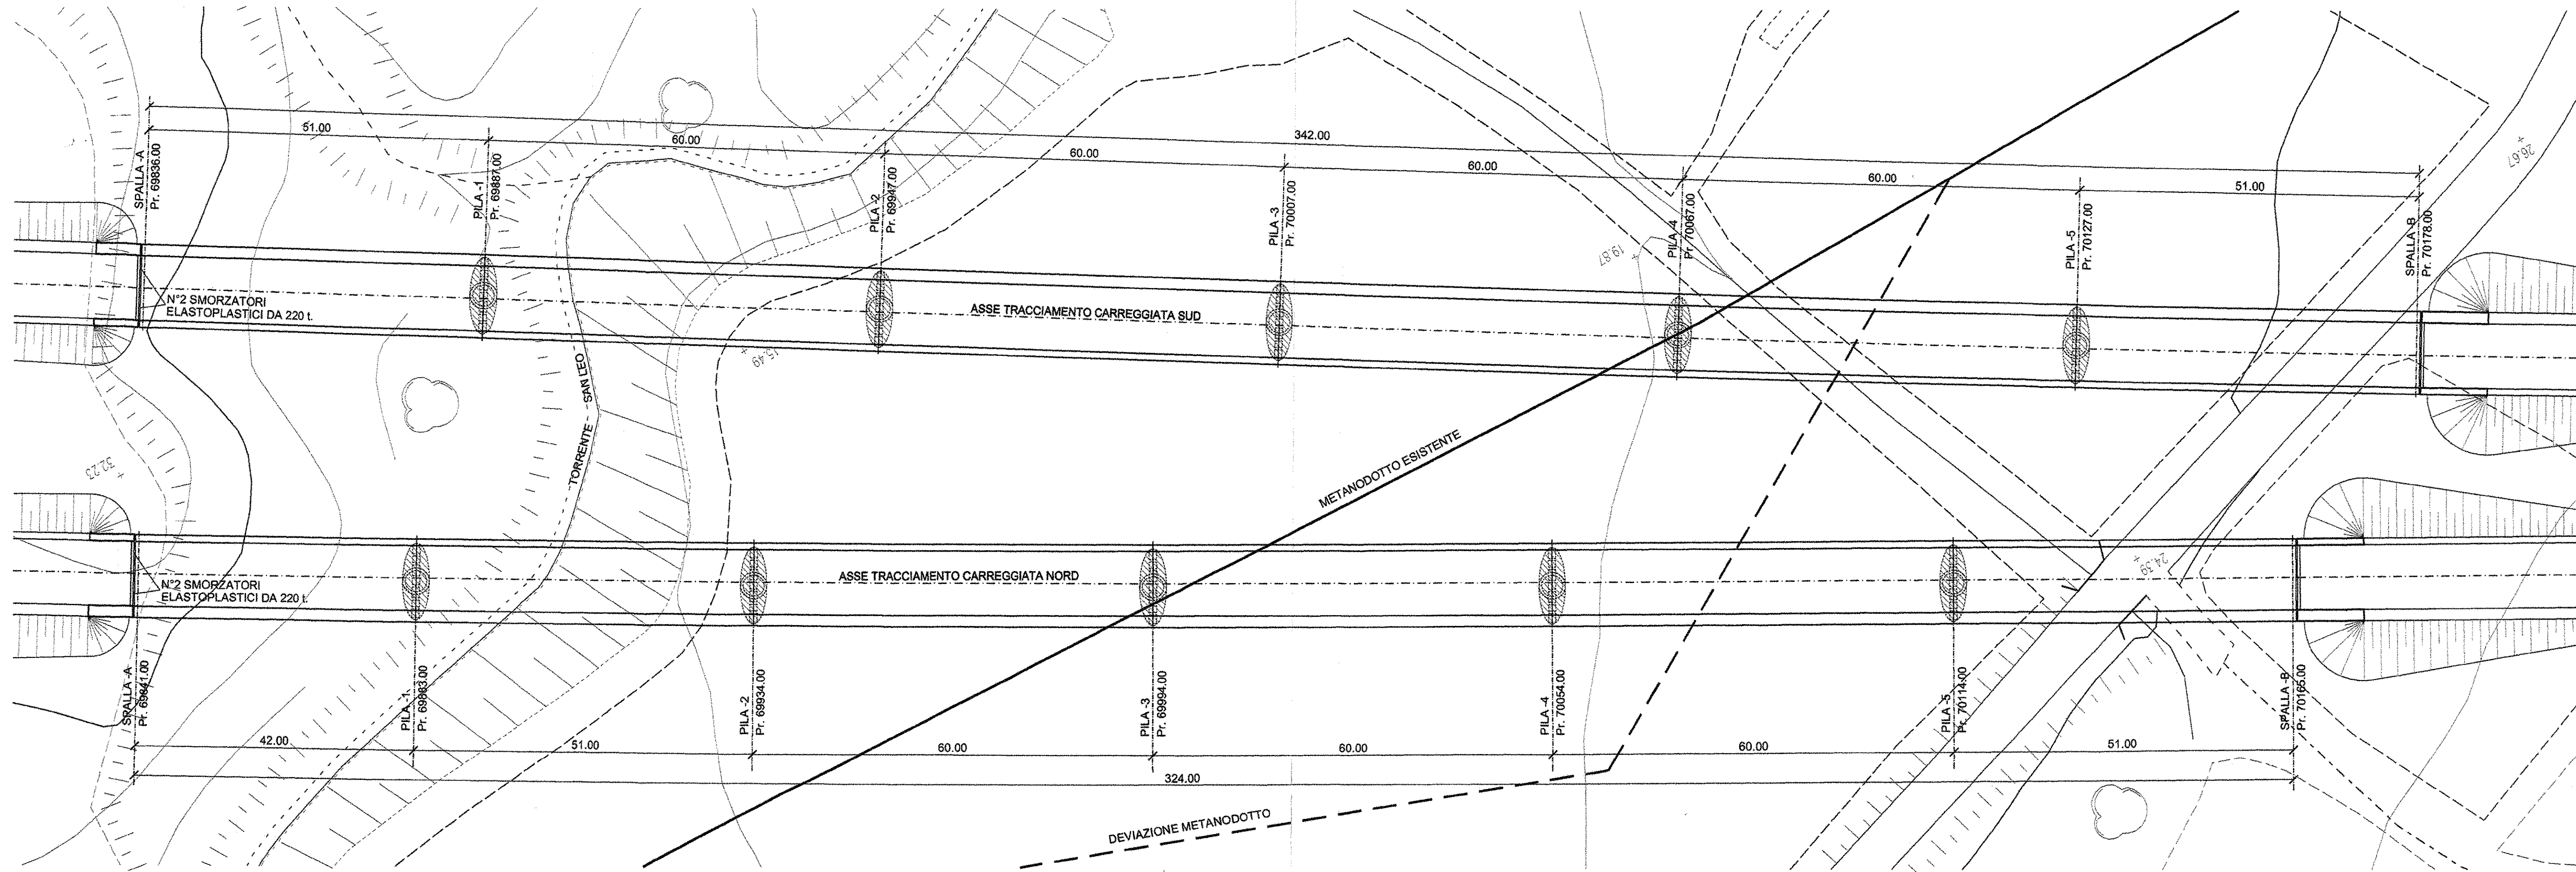 51.00
60.00
342.00
60.00
60.00
60.00
51.00
SPALLA -A
Pr. 69836.00
PILA -1
Pr. 69887.00
PILA -2
Pr. 69947.00
PILA -3
Pr. 70007.00
PILA -4
Pr. 70067.00
PILA -5
Pr. 70127.00
SPALLA -B
Pr. 70178.00
26.67
19.87
N°2 SMORZATORI
ELASTOPLASTICI DA 220 t.
ASSE TRACCIAMENTO CARREGGIATA SUD
15.49
TORRENTE SAN LEO
32.23
METANODOTTO ESISTENTE
N°2 SMORZATORI
ELASTOPLASTICI DA 220 t.
ASSE TRACCIAMENTO CARREGGIATA NORD
24.39
SPALLA -A
Pr. 69841.00
PILA -1
Pr. 69883.00
PILA -2
Pr. 69934.00
PILA -3
Pr. 69994.00
PILA -4
Pr. 70054.00
PILA -5
Pr. 70114.00
SPALLA -B
Pr. 70165.00
42.00
51.00
60.00
60.00
60.00
51.00
324.00
DEVIAZIONE METANODOTTO